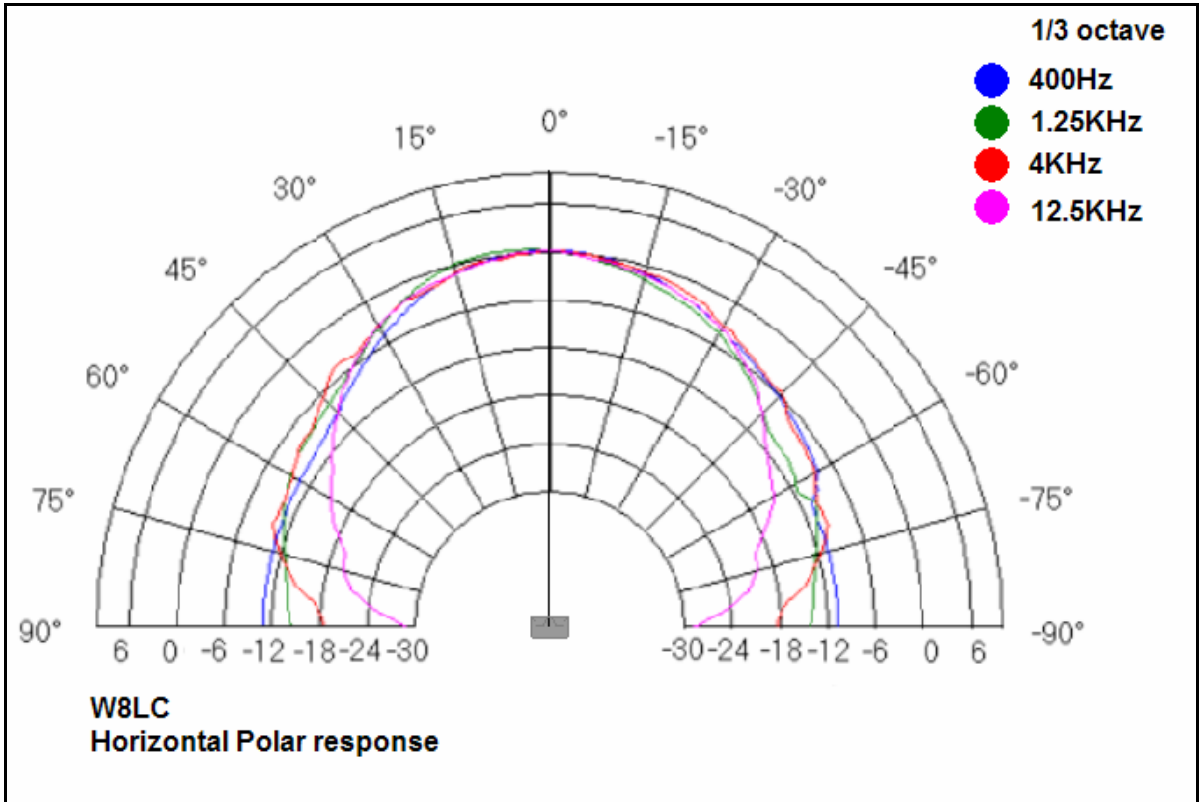 1/3 octave
400Hz
1.25KHz
4KHz
12.5KHz
0°
15° -15°
30° -30°
45° -45°
60° -60°
75° -75°
90° -90°
6 0 -6 -12 -18 -24 -30 -30 -24 -18 -12 -6 0 6
W8LC
Horizontal Polar response